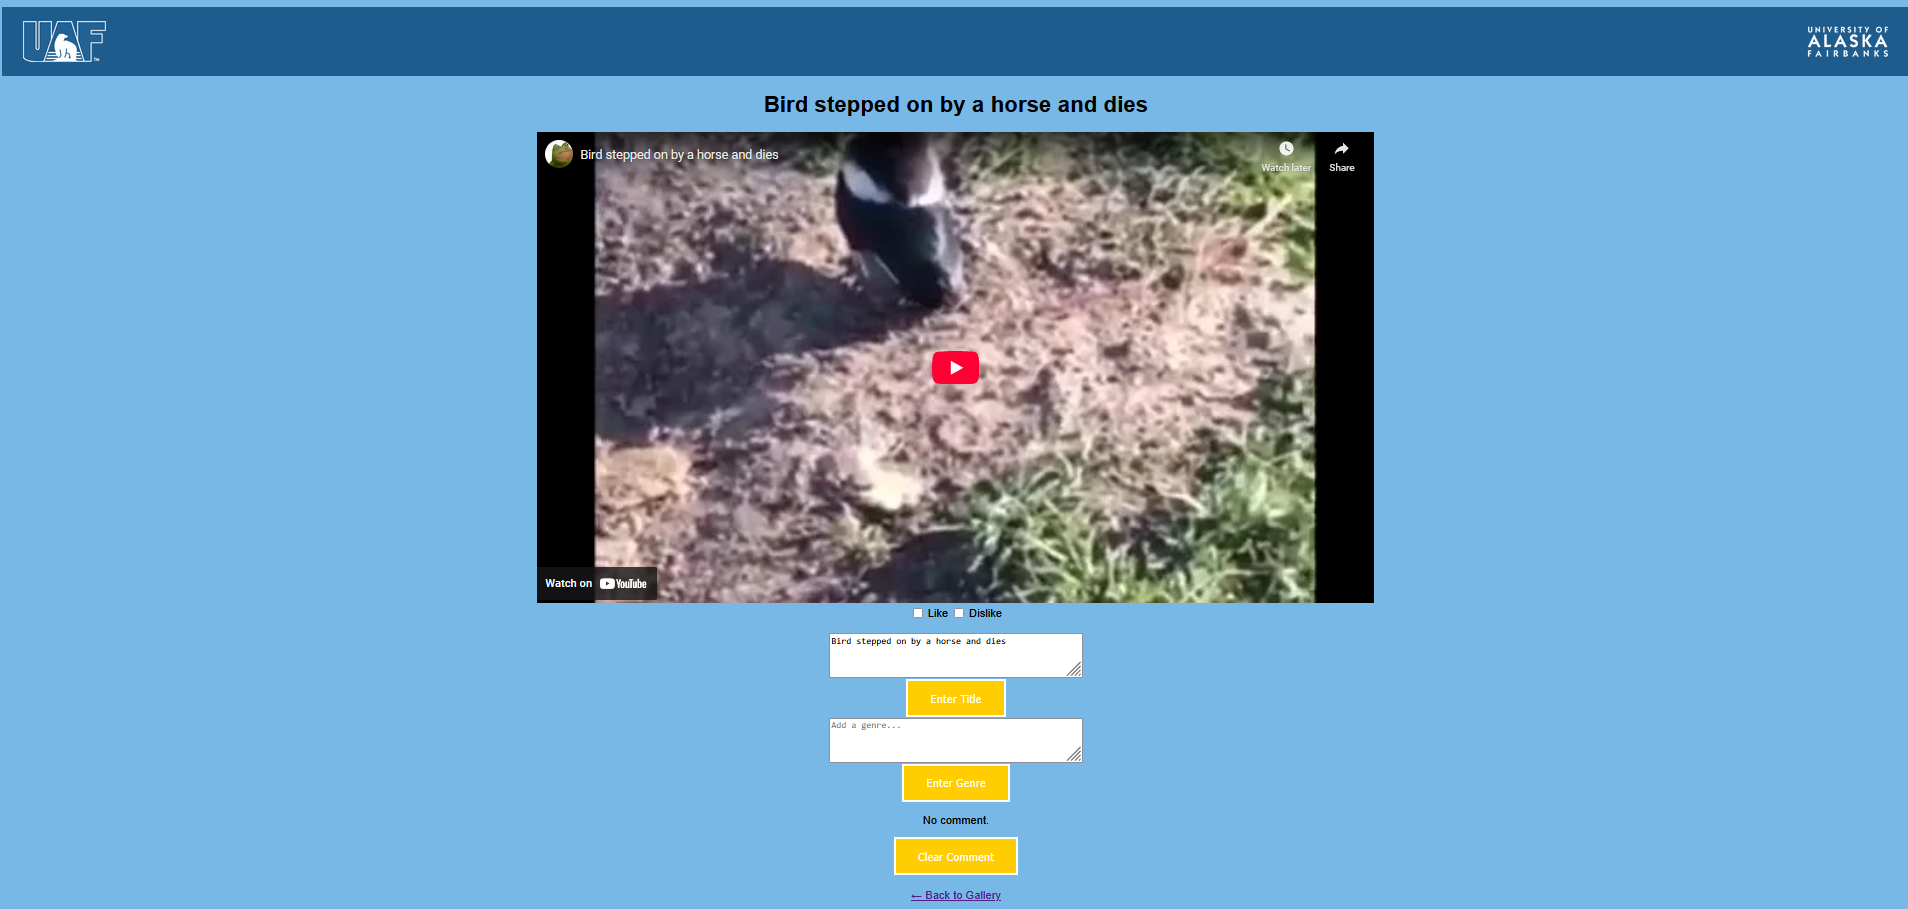 UAF
UNIVERSITY OF
ALASKA
FAIRBANKS
Bird stepped on by a horse and dies
Bird stepped on by a horse and dies
Watch later
Share
Watch on YouTube
Like Dislike
Bird stepped on by a horse and dies
Enter Title
Add a genre...
Enter Genre
No comment.
Clear Comment
← Back to Gallery